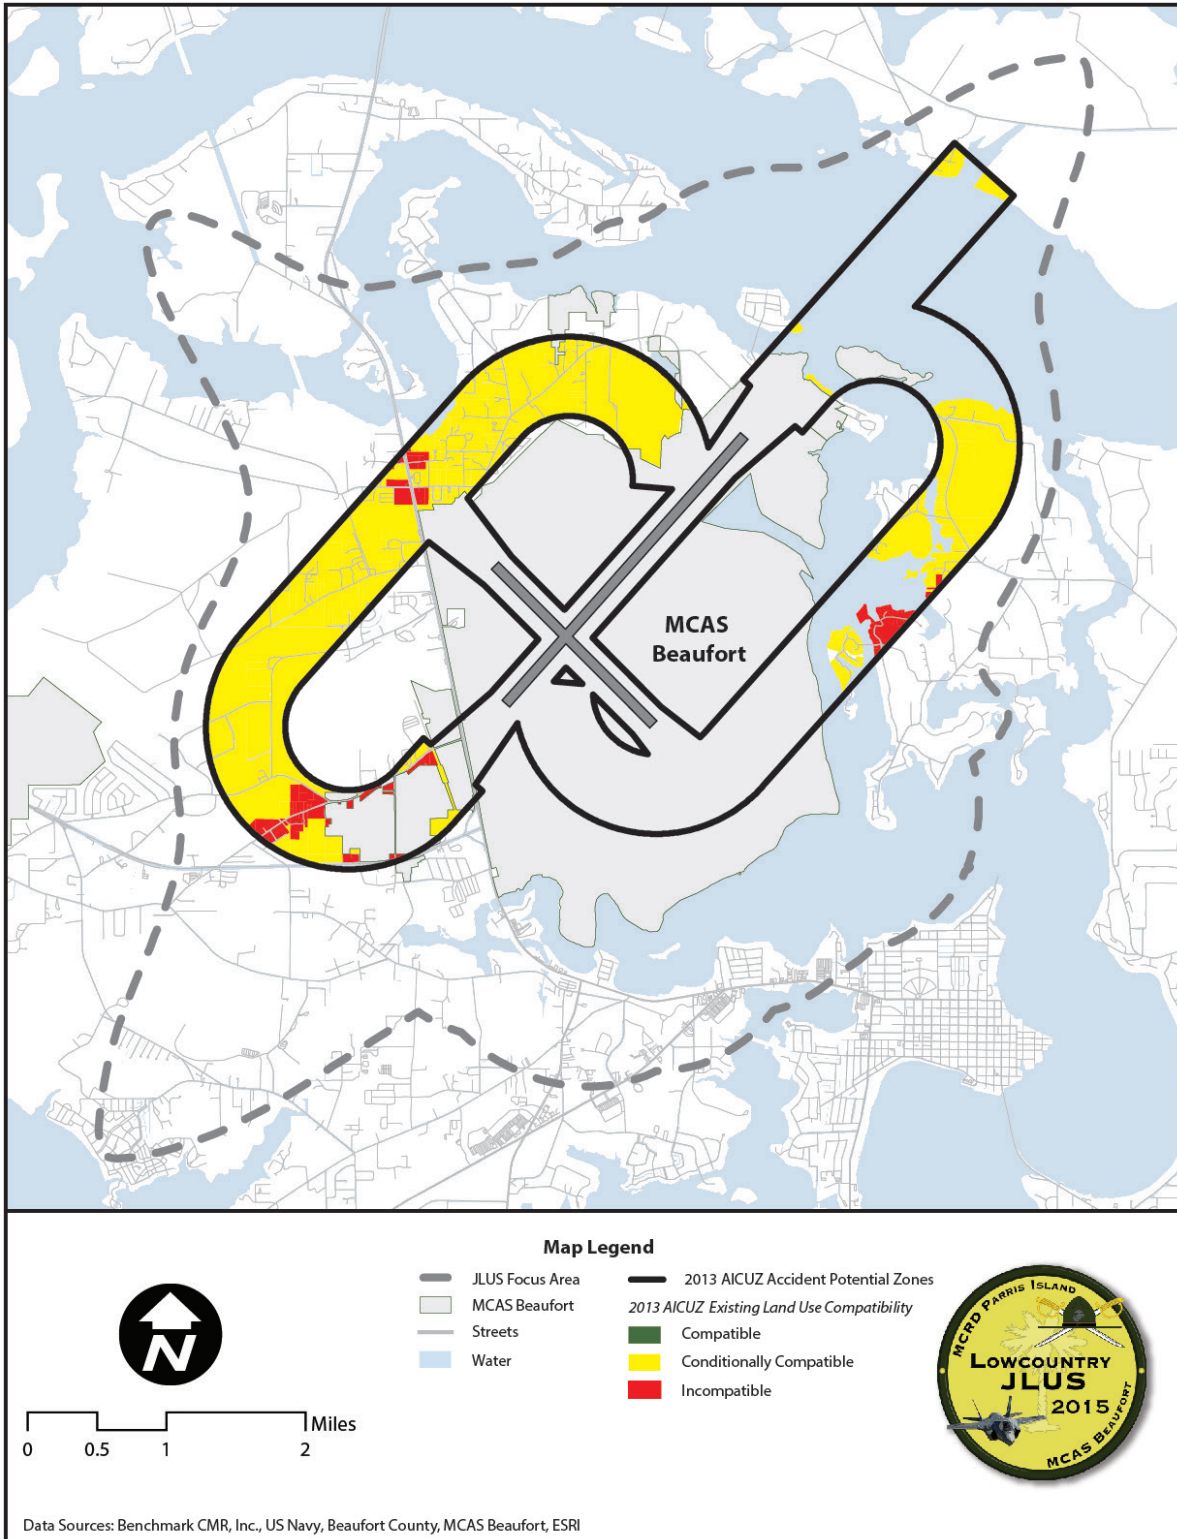 MCAS
Beaufort
Map Legend
JLUS Focus Area
MCAS Beaufort
Streets
Water
2013 AICUZ Accident Potential Zones
2013 AICUZ Existing Land Use Compatibility
Compatible
Conditionally Compatible
Incompatible
N
Miles
0 0.5 1 2
MCRD PARRIS ISLAND
LOWCOUNTRY
JLUS
2015
MCAS BEAUFORT
Data Sources: Benchmark CMR, Inc., US Navy, Beaufort County, MCAS Beaufort, ESRI